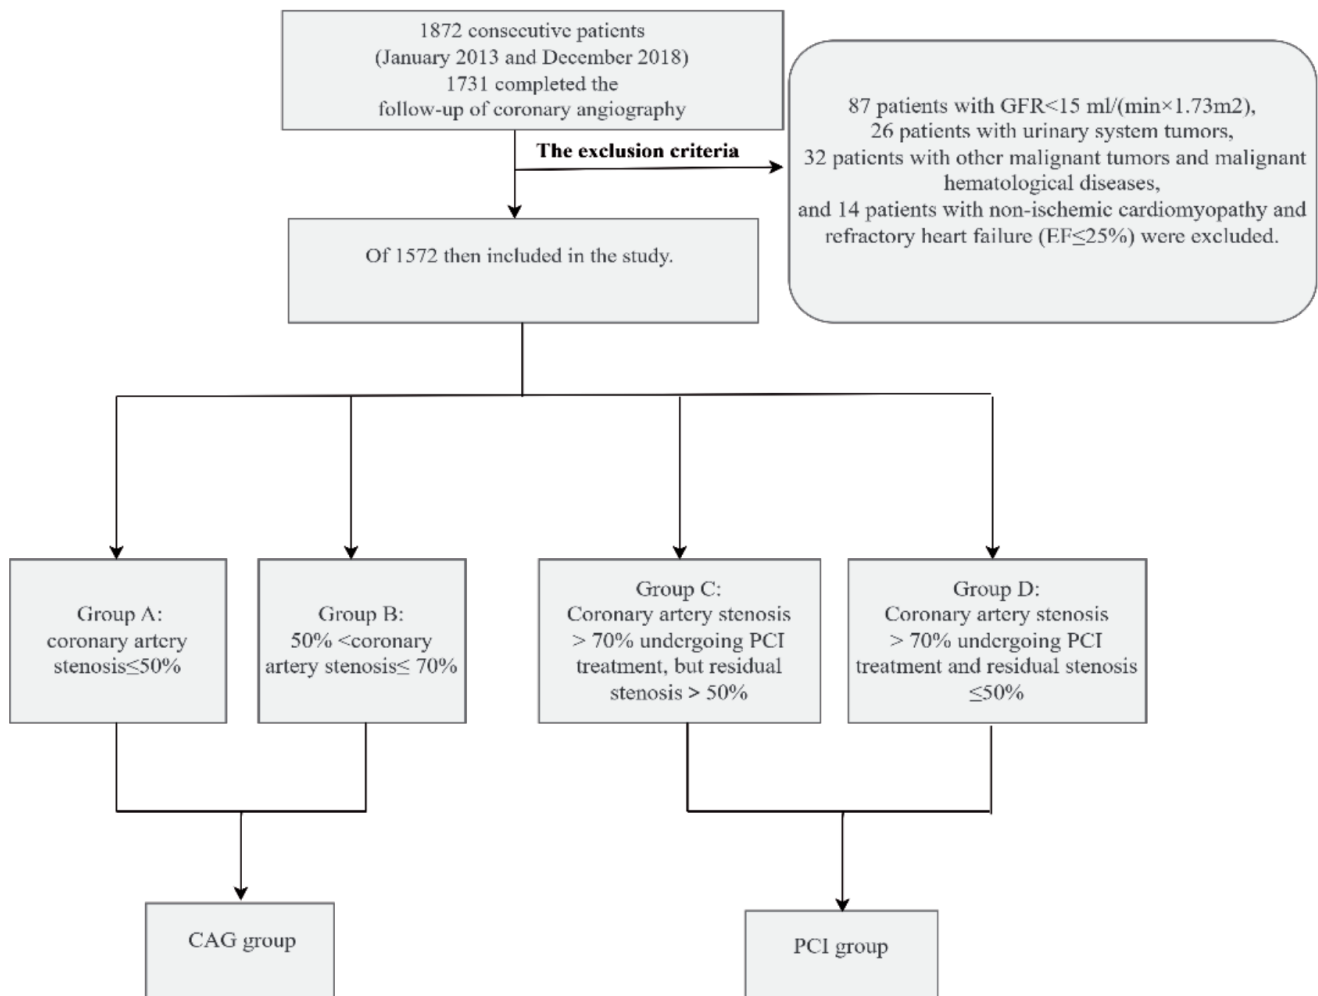 1872 consecutive patients
(January 2013 and December 2018)
1731 completed the
follow-up of coronary angiography
The exclusion criteria
87 patients with GFR<15 ml/(min×1.73m2),
26 patients with urinary system tumors,
32 patients with other malignant tumors and malignant
hematological diseases,
and 14 patients with non-ischemic cardiomyopathy and
refractory heart failure (EF≤25%) were excluded.
Of 1572 then included in the study.
Group A:
coronary artery
stenosis≤50%
Group B:
50% <coronary
artery stenosis≤ 70%
Group C:
Coronary artery stenosis
> 70% undergoing PCI
treatment, but residual
stenosis > 50%
Group D:
Coronary artery stenosis
> 70% undergoing PCI
treatment and residual stenosis
≤50%
CAG group
PCI group